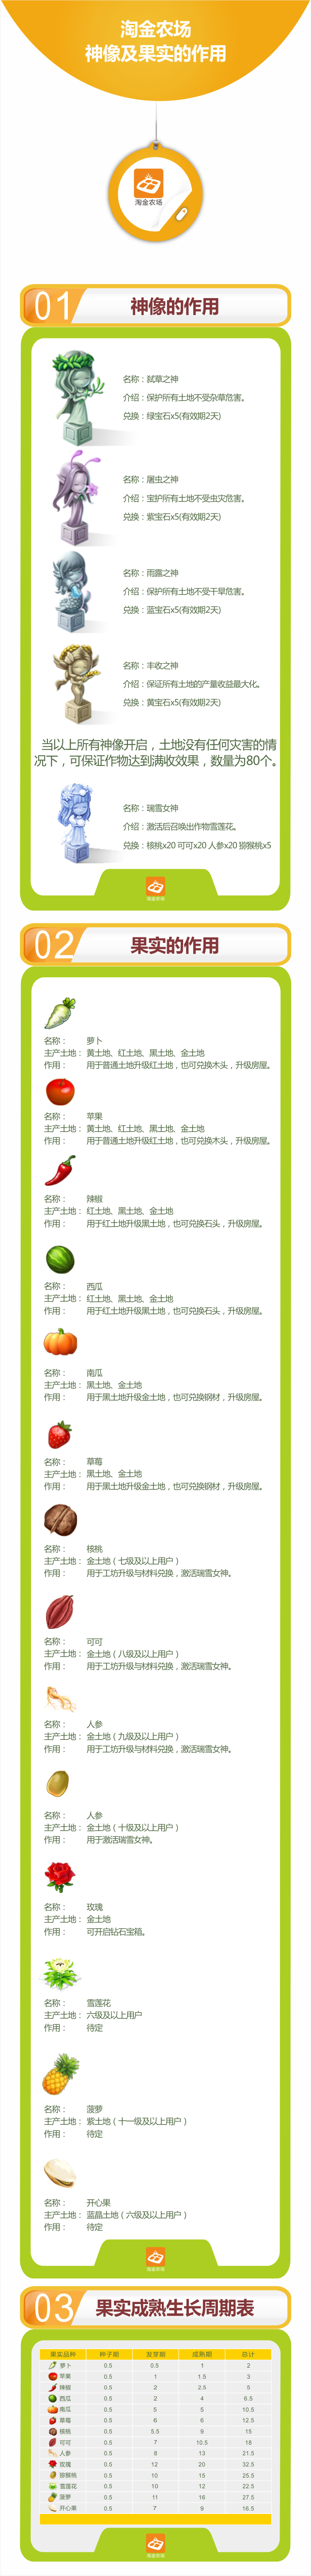 淘金农场
神像及果实的作用
淘金农场
01 神像的作用
名称：弑草之神
介绍：保护所有土地不受杂草危害。
兑换：绿宝石x5(有效期2天)
名称：屠虫之神
介绍：宝护所有土地不受虫灾危害。
兑换：紫宝石x5(有效期2天)
名称：雨露之神
介绍：保护所有土地不受干旱危害。
兑换：蓝宝石x5(有效期2天)
名称：丰收之神
介绍：保证所有土地的产量收益最大化。
兑换：黄宝石x5(有效期2天)
当以上所有神像开启，土地没有任何灾害的情
况下，可保证作物达到满收效果，数量为80个。
名称：瑞雪女神
介绍：激活后召唤出作物雪莲花。
兑换：核桃x20 可可x20 人参x20 猕猴桃x5
淘金农场
02 果实的作用
名称： 萝卜
主产土地： 黄土地、红土地、黑土地、金土地
作用： 用于普通土地升级红土地，也可兑换木头，升级房屋。
名称： 苹果
主产土地： 黄土地、红土地、黑土地、金土地
作用： 用于普通土地升级红土地，也可兑换木头，升级房屋。
名称： 辣椒
主产土地： 红土地、黑土地、金土地
作用： 用于红土地升级黑土地，也可兑换石头，升级房屋。
名称： 西瓜
主产土地： 红土地、黑土地、金土地
作用： 用于红土地升级黑土地，也可兑换石头，升级房屋。
名称： 南瓜
主产土地： 黑土地、金土地
作用： 用于黑土地升级金土地，也可兑换钢材，升级房屋。
名称： 草莓
主产土地： 黑土地、金土地
作用： 用于黑土地升级金土地，也可兑换钢材，升级房屋。
名称： 核桃
主产土地： 金土地（七级及以上用户）
作用： 用于工坊升级与材料兑换，激活瑞雪女神。
名称： 可可
主产土地： 金土地（八级及以上用户）
作用： 用于工坊升级与材料兑换，激活瑞雪女神。
名称： 人参
主产土地： 金土地（九级及以上用户）
作用： 用于工坊升级与材料兑换，激活瑞雪女神。
名称： 人参
主产土地： 金土地（十级及以上用户）
作用： 用于激活瑞雪女神。
名称： 玫瑰
主产土地： 金土地
作用： 可开启钻石宝箱。
名称： 雪莲花
主产土地： 六级及以上用户
作用： 待定
名称： 菠萝
主产土地： 紫土地（十一级及以上用户）
作用： 待定
名称： 开心果
主产土地： 蓝晶土地（六级及以上用户）
作用： 待定
淘金农场
03 果实成熟生长周期表
果实品种 种子期 发芽期 成熟期 总计
萝卜 0.5 0.5 1 2
苹果 0.5 1 1.5 3
辣椒 0.5 2 2.5 5
西瓜 0.5 2 4 6.5
南瓜 0.5 5 5 10.5
草莓 0.5 6 6 12.5
核桃 0.5 5.5 9 15
可可 0.5 7 10.5 18
人参 0.5 8 13 21.5
玫瑰 0.5 12 20 32.5
猕猴桃 0.5 10 15 25.5
雪莲花 0.5 10 12 22.5
菠萝 0.5 11 16 27.5
开心果 0.5 7 9 16.5
淘金农场